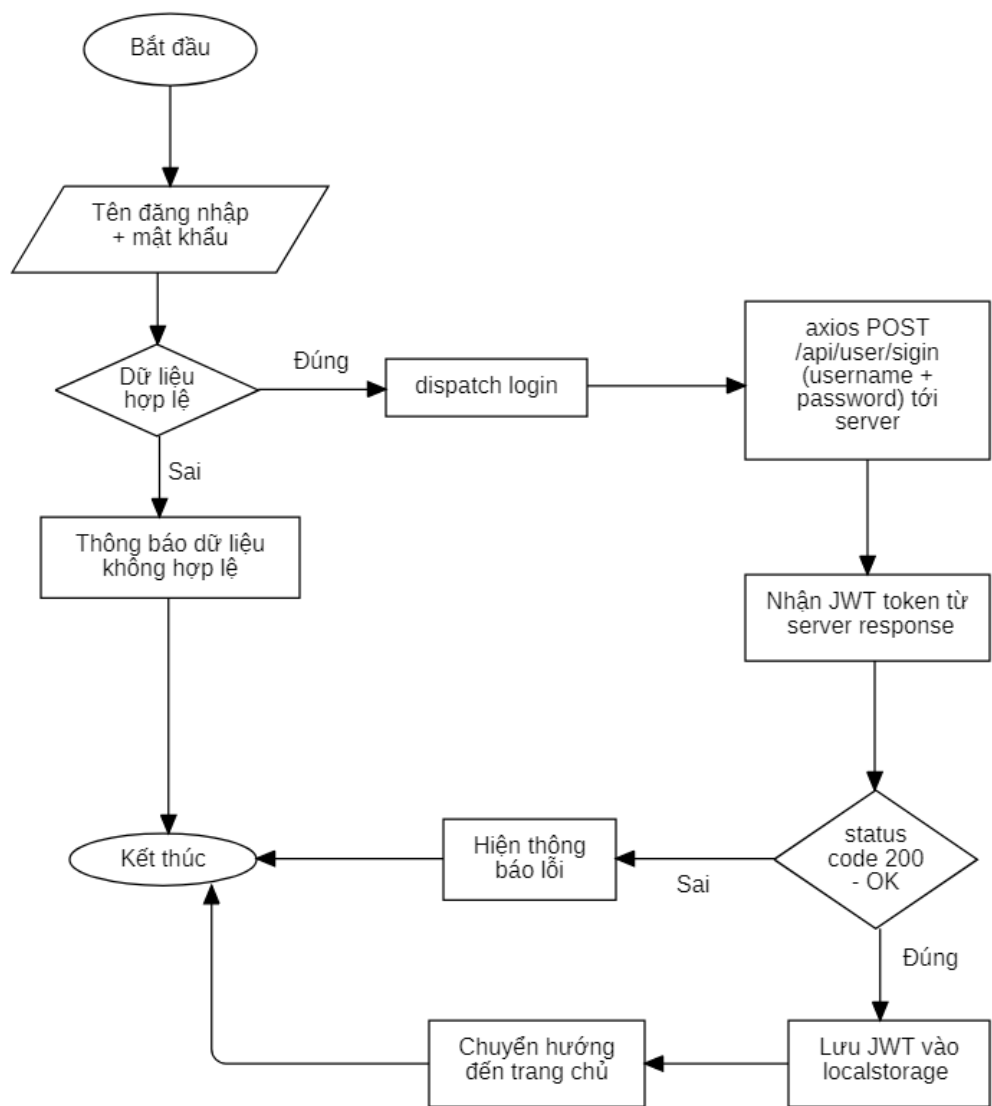 Bắt đầu
Tên đăng nhập
+ mật khẩu
Dữ liệu
hợp lệ
Đúng
dispatch login
axios POST
/api/user/sigin
(username +
password) tới
server
Sai
Thông báo dữ liệu
không hợp lệ
Nhận JWT token từ
server response
status
code 200
- OK
Sai
Hiện thông
báo lỗi
Kết thúc
Đúng
Lưu JWT vào
localstorage
Chuyển hướng
đến trang chủ